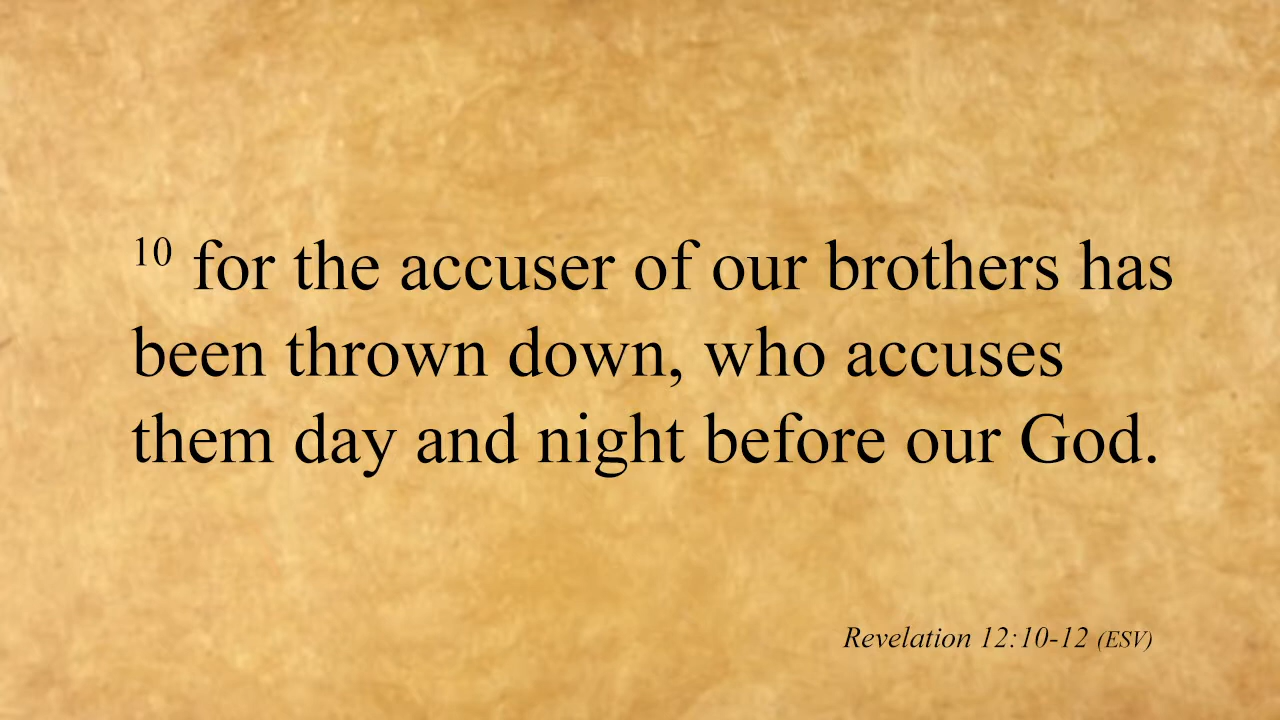 10 for the accuser of our brothers has
been thrown down, who accuses
them day and night before our God.
Revelation 12:10-12 (ESV)